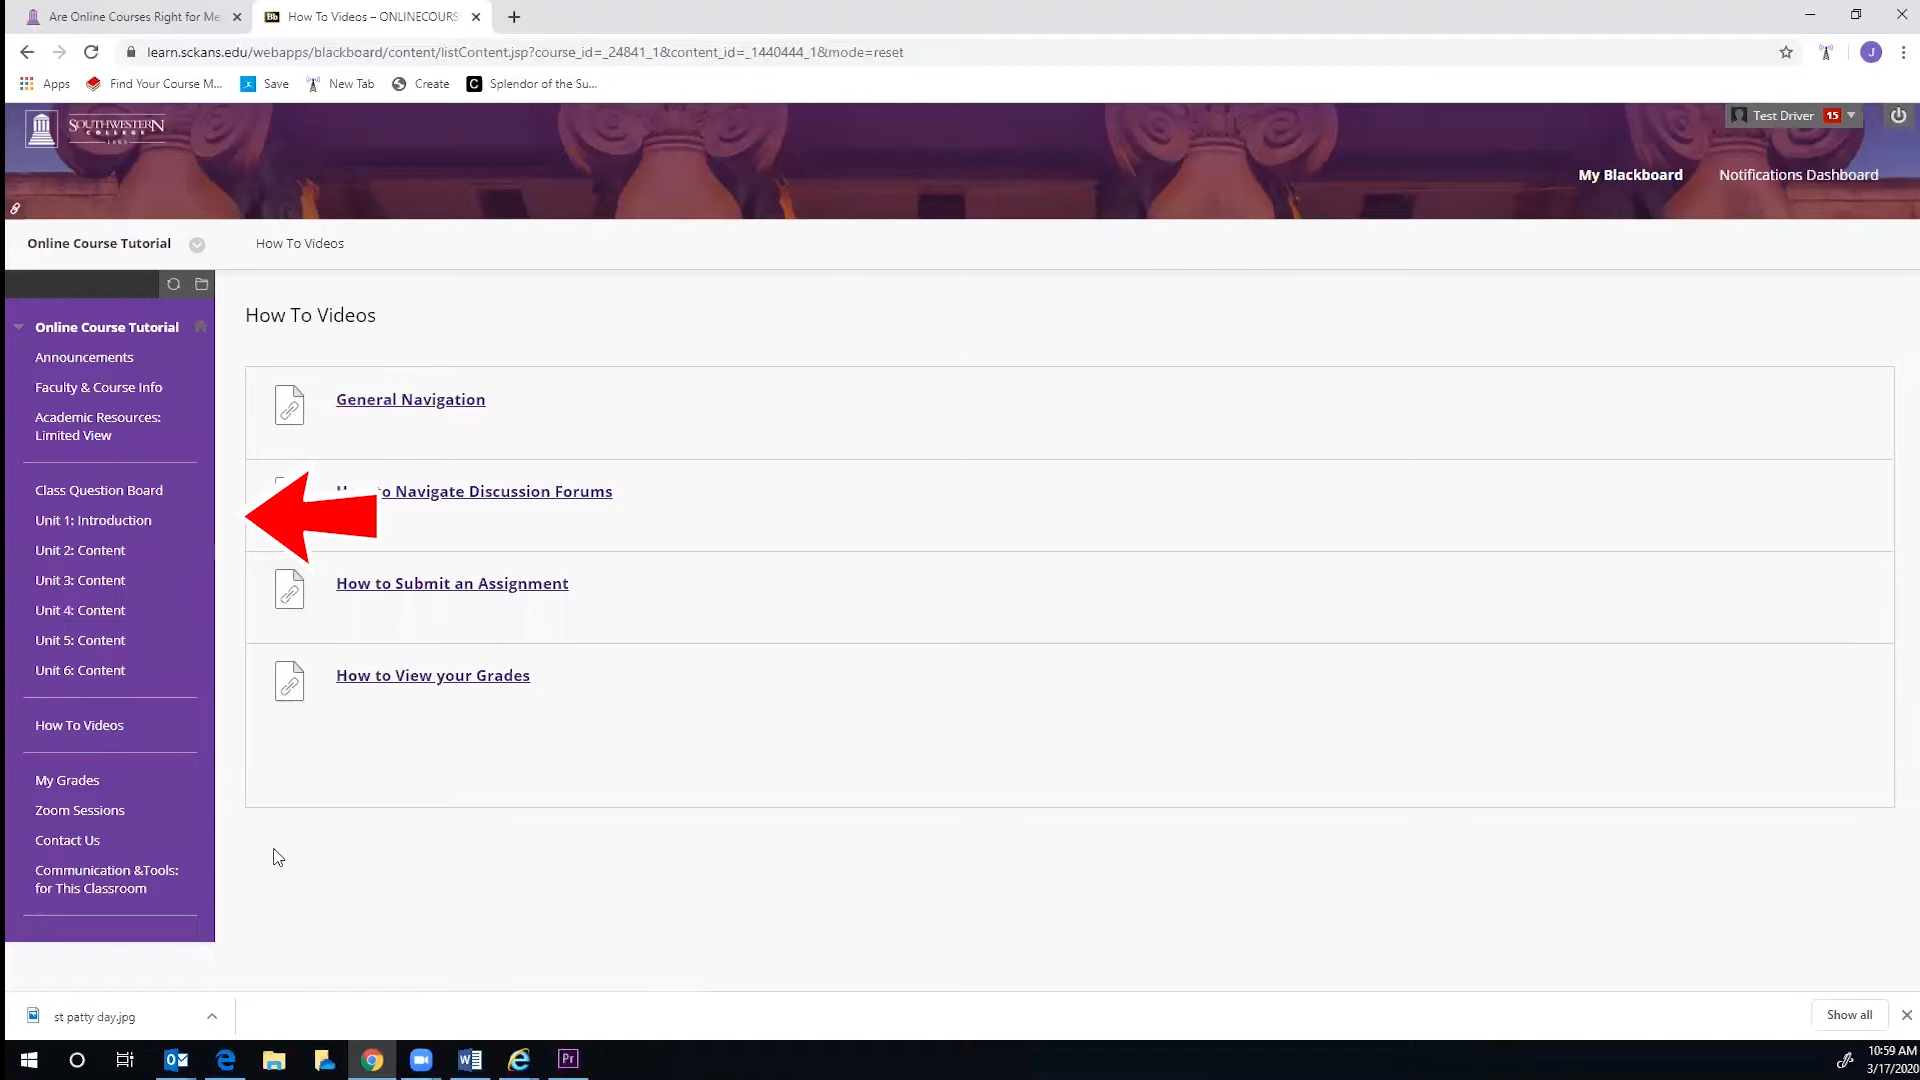 Are Online Courses Right for Me
How To Videos – ONLINECOURS
learn.sckans.edu/webapps/blackboard/content/listContent.jsp?course_id=_24841_1&content_id=_1440444_1&mode=reset
J
Apps
Find Your Course M...
Save
New Tab
Create
Splendor of the Su...
SOUTHWESTERN
COLLEGE
1885
Test Driver 15
My Blackboard
Notifications Dashboard
Online Course Tutorial
How To Videos
Online Course Tutorial
Announcements
Faculty & Course Info
Academic Resources:
Limited View
Class Question Board
Unit 1: Introduction
Unit 2: Content
Unit 3: Content
Unit 4: Content
Unit 5: Content
Unit 6: Content
How To Videos
My Grades
Zoom Sessions
Contact Us
Communication &Tools:
for This Classroom
How To Videos
General Navigation
Navigate Discussion Forums
How to Submit an Assignment
How to View your Grades
st patty day.jpg
Show all
Pr
10:59 AM
3/17/2020